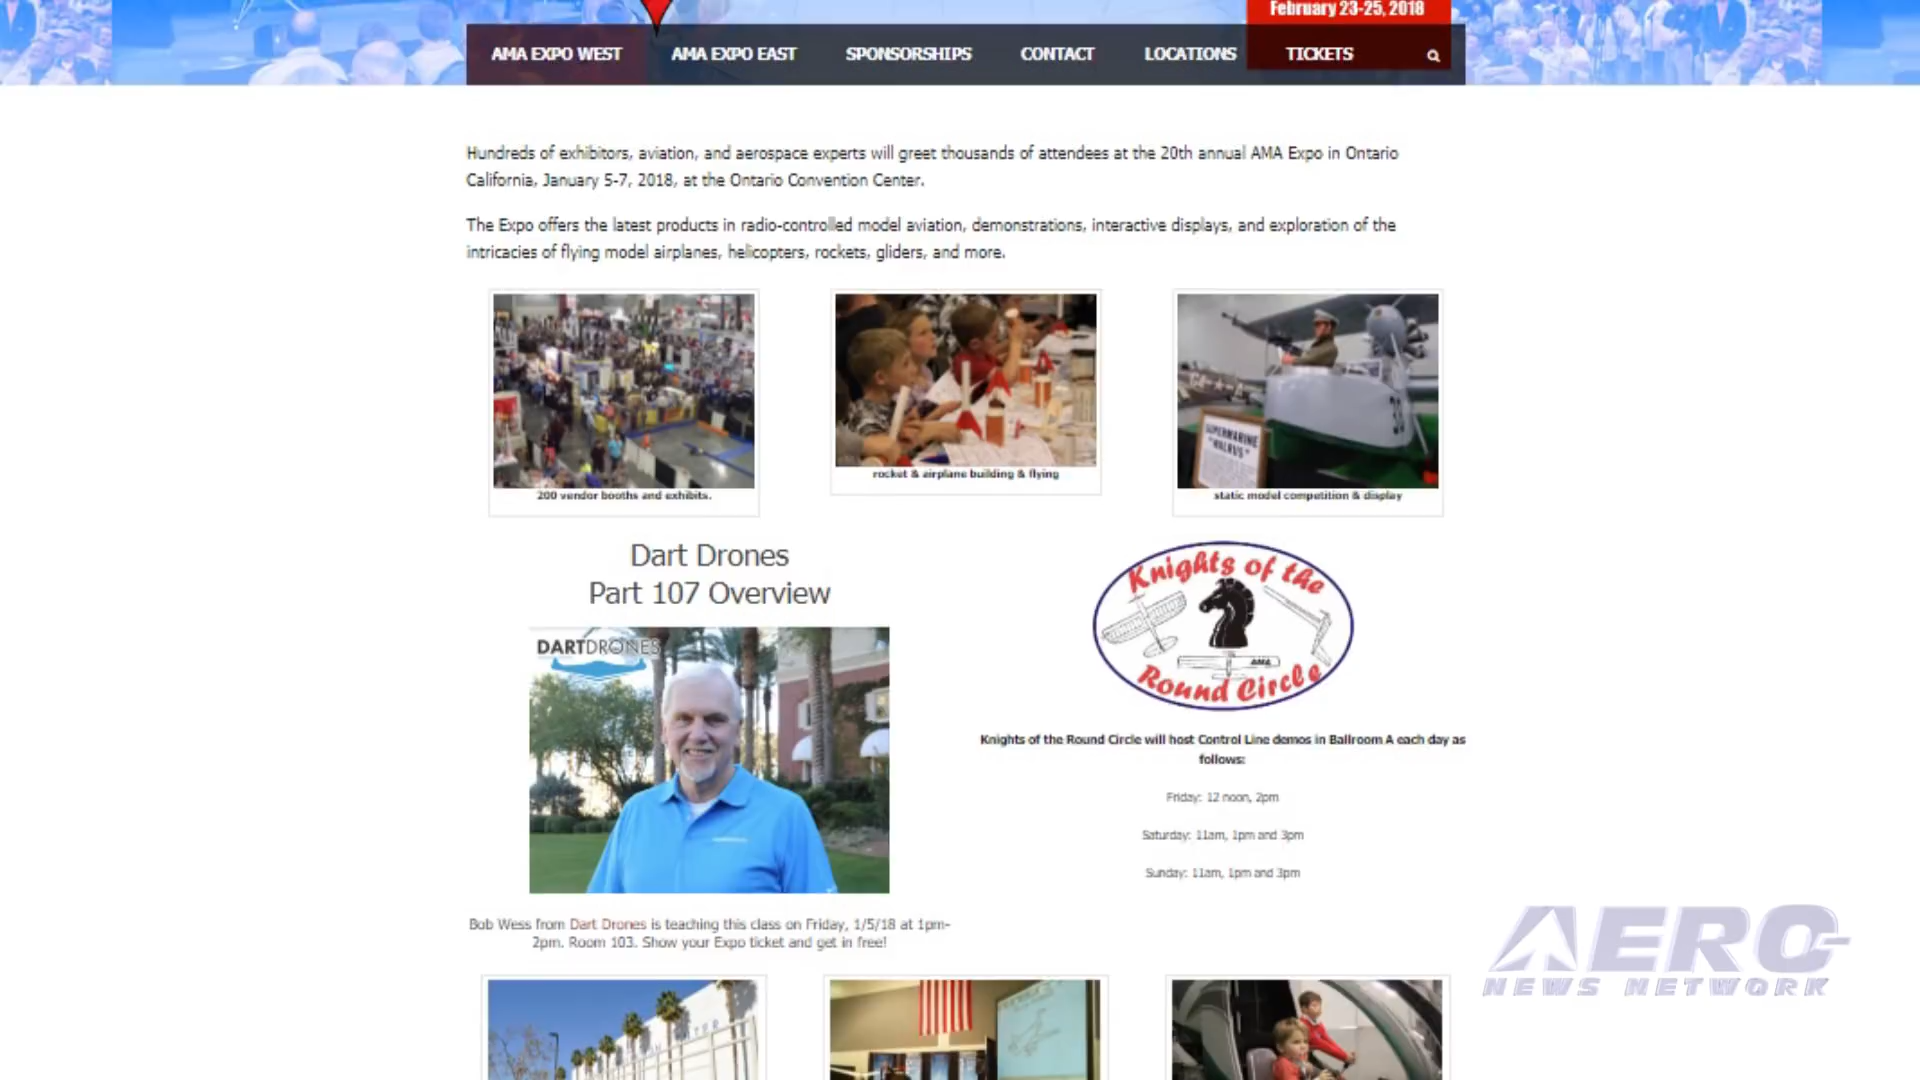 February 23-25, 2018
AMA EXPO WEST AMA EXPO EAST SPONSORSHIPS CONTACT LOCATIONS TICKETS
Hundreds of exhibitors, aviation, and aerospace experts will greet thousands of attendees at the 20th annual AMA Expo in Ontario
California, January 5-7, 2018, at the Ontario Convention Center.
The Expo offers the latest products in radio-controlled model aviation, demonstrations, interactive displays, and exploration of the
intricacies of flying model airplanes, helicopters, rockets, gliders, and more.
SUPERMARINE
"WALRUS"
38
200 vendor booths and exhibits.
rocket & airplane building & flying
static model competition & display
Dart Drones
Part 107 Overview
DARTDRONES
Knights of the
AMA
Round Circle
Knights of the Round Circle will host Control Line demos in Ballroom A each day as
follows:
Friday: 12 noon, 2pm
Saturday: 11am, 1pm and 3pm
Sunday: 11am, 1pm and 3pm
Bob Wess from Dart Drones is teaching this class on Friday, 1/5/18 at 1pm-
2pm. Room 103. Show your Expo ticket and get in free!
AERO
NEWS NETWORK